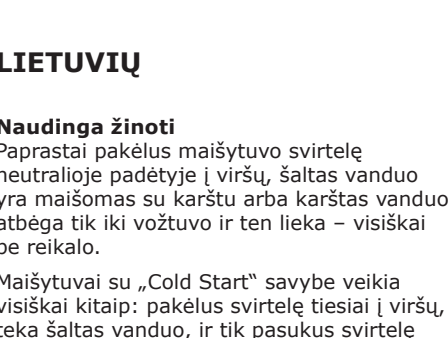 LIETUVIŲ
Naudinga žinoti
Paprastai pakėlus maišytuvo svirtelę
neutralioje padėtyje į viršų, šaltas vanduo
yra maišomas su karštu arba karštas vanduo
atbėga tik iki vožtuvo ir ten lieka – visiškai
be reikalo.
Maišytuvai su „Cold Start“ savybe veikia
visiškai kitaip: pakėlus svirtelę tiesiai į viršų,
teka šaltas vanduo, ir tik pasukus svirtelę